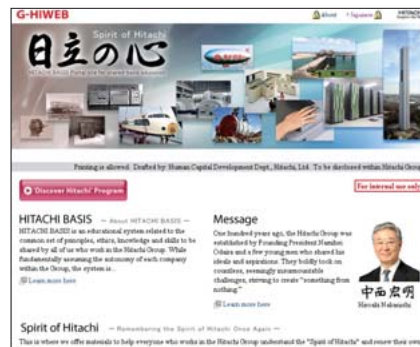 G-HIWEB
About
Japanese
HITACHI
Spirit of Hitachi
日立の心
HITACHI BASIS
Printing is allowed. Drafted by: Human Capital Development Dept., Hitachi, Ltd. To be disclosed within Hitachi Group
Discover Hitachi Program
For internal use only
HITACHI BASIS — About HITACHI BASIS —
HITACHI BASIS is an educational system related to the
common set of principles, ethics, knowledge and skills to be
shared by all of us who work in the Hitachi Group. While
fundamentally assuming the autonomy of each company
within the Group, the system is...
Learn more here
Message
One hundred years ago, the Hitachi Group was
established by Founding President Namihei
Odaira and a few young men who shared his
ideals and aspirations. They boldly took on
countless, seemingly insurmountable
challenges, striving to create "something from
nothing."
Learn more here
中西宏明
Hiroaki Nakanishi
Spirit of Hitachi — Remembering the Spirit of Hitachi Once Again —
This is where we offer materials to help everyone who works in the Hitachi Group understand the "Spirit of Hitachi" and renew their own